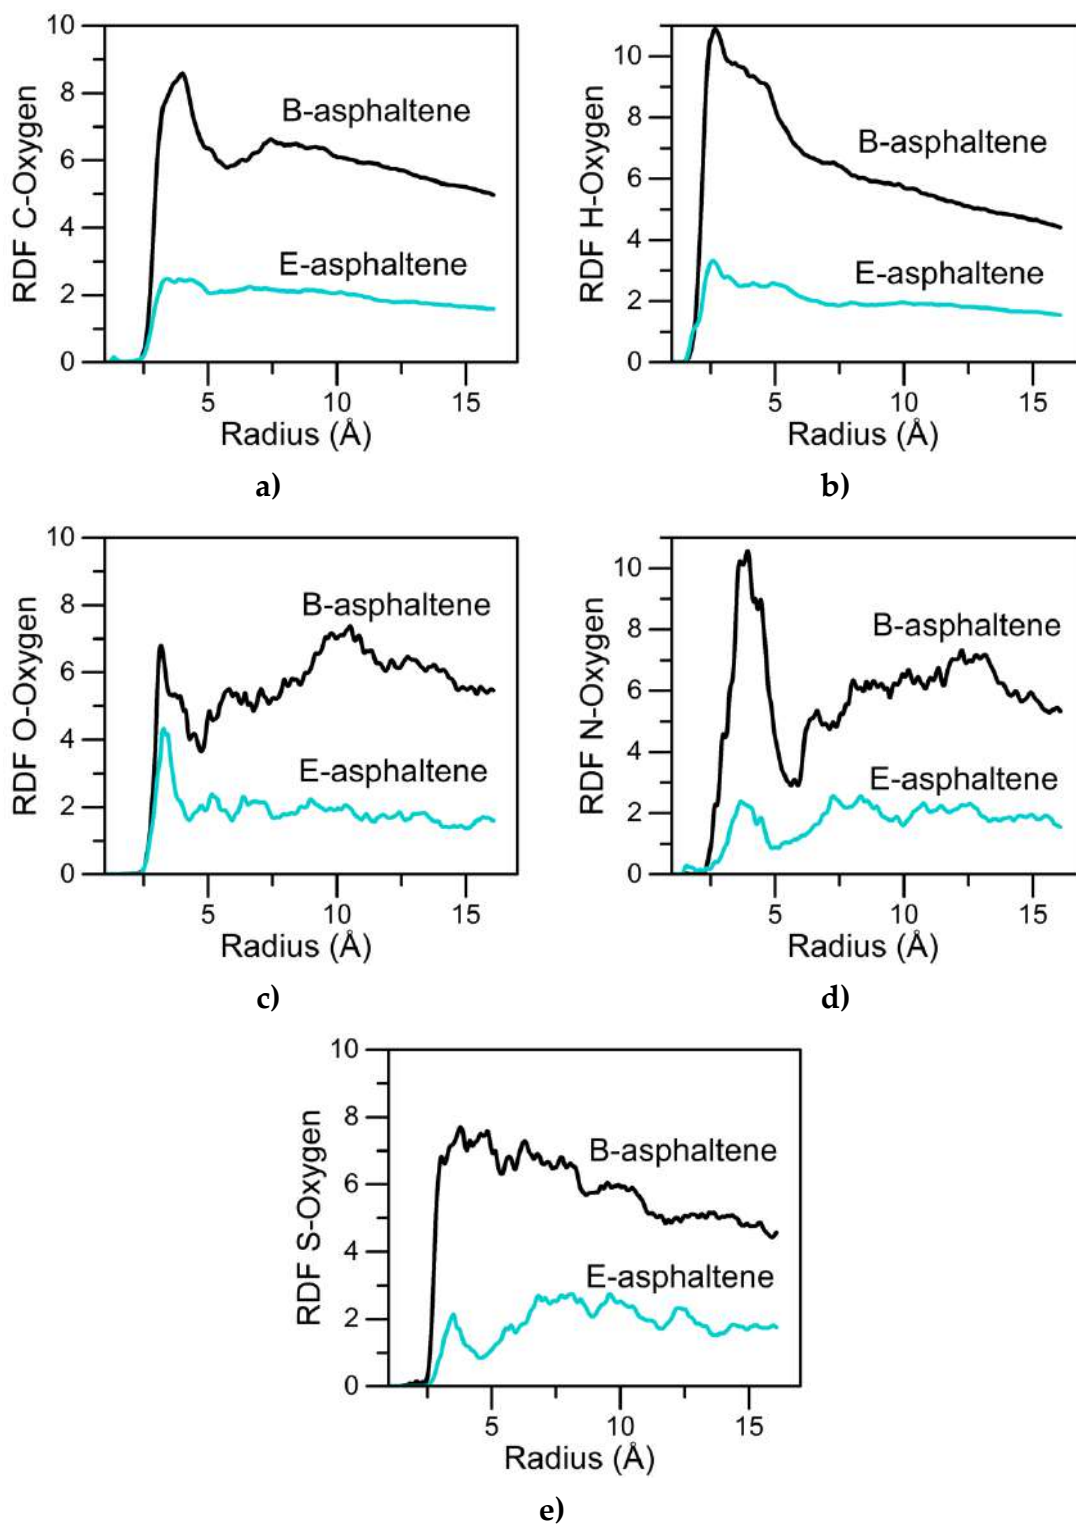 10
8
6
4
2
0
RDF C-Oxygen
B-asphaltene
E-asphaltene
5 10 15
Radius (Å)
a)
10
8
6
4
2
0
RDF H-Oxygen
B-asphaltene
E-asphaltene
5 10 15
Radius (Å)
b)
10
8
6
4
2
0
RDF O-Oxygen
B-asphaltene
E-asphaltene
5 10 15
Radius (Å)
c)
10
8
6
4
2
0
RDF N-Oxygen
B-asphaltene
E-asphaltene
5 10 15
Radius (Å)
d)
10
8
6
4
2
0
RDF S-Oxygen
B-asphaltene
E-asphaltene
5 10 15
Radius (Å)
e)